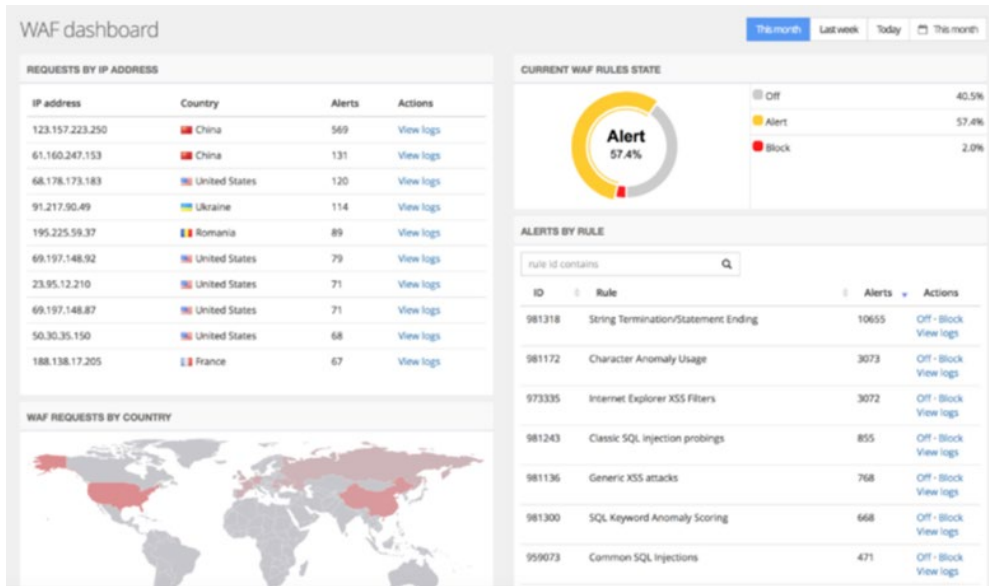 WAF dashboard
This month Last week Today This month
REQUESTS BY IP ADDRESS
IP address Country Alerts Actions
123.157.223.250 China 569 View logs
61.160.247.153 China 131 View logs
68.178.173.183 United States 120 View logs
91.217.90.49 Ukraine 114 View logs
195.225.59.37 Romania 89 View logs
69.197.148.92 United States 79 View logs
23.95.12.210 United States 71 View logs
69.197.148.87 United States 71 View logs
50.30.35.150 United States 68 View logs
188.138.17.205 France 67 View logs
WAF REQUESTS BY COUNTRY
CURRENT WAF RULES STATE
Alert
57.4%
Off 40.5%
Alert 57.4%
Block 2.0%
ALERTS BY RULE
rule id contains
ID Rule Alerts Actions
981318 String Termination/Statement Ending 10655 Off - Block
View logs
981172 Character Anomaly Usage 3073 Off - Block
View logs
973335 Internet Explorer XSS Filters 3072 Off - Block
View logs
981243 Classic SQL injection probings 855 Off - Block
View logs
981136 Generic XSS attacks 768 Off - Block
View logs
981300 SQL Keyword Anomaly Scoring 668 Off - Block
View logs
959073 Common SQL Injections 471 Off - Block
View logs